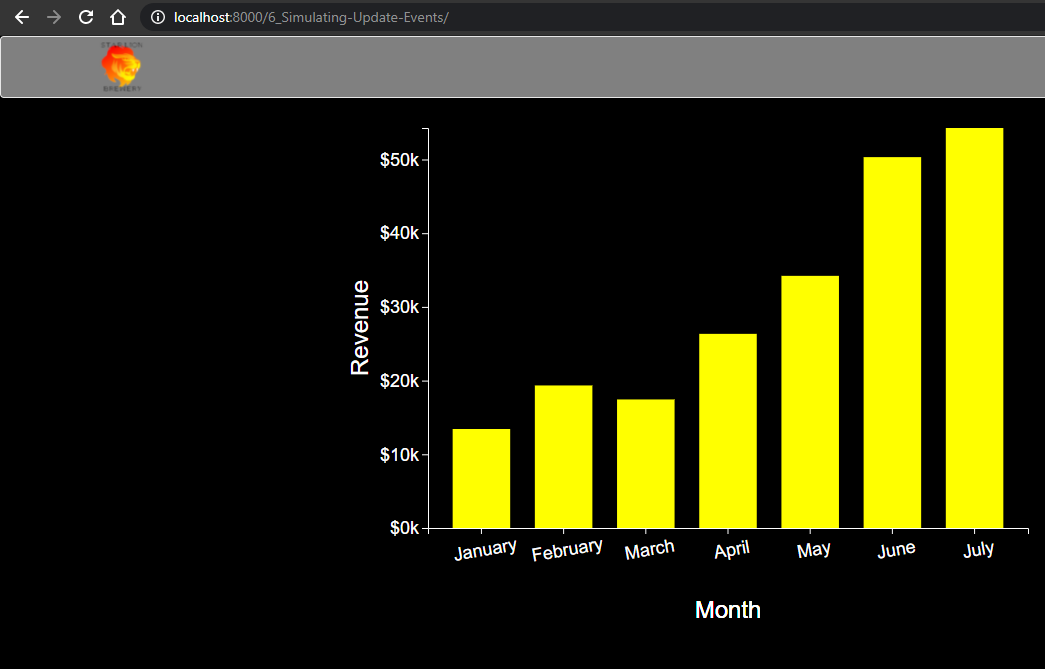 localhost:8000/6_Simulating-Update-Events/
$50k
$40k
$30k
$20k
$10k
$0k
Revenue
January February March April May June July
Month